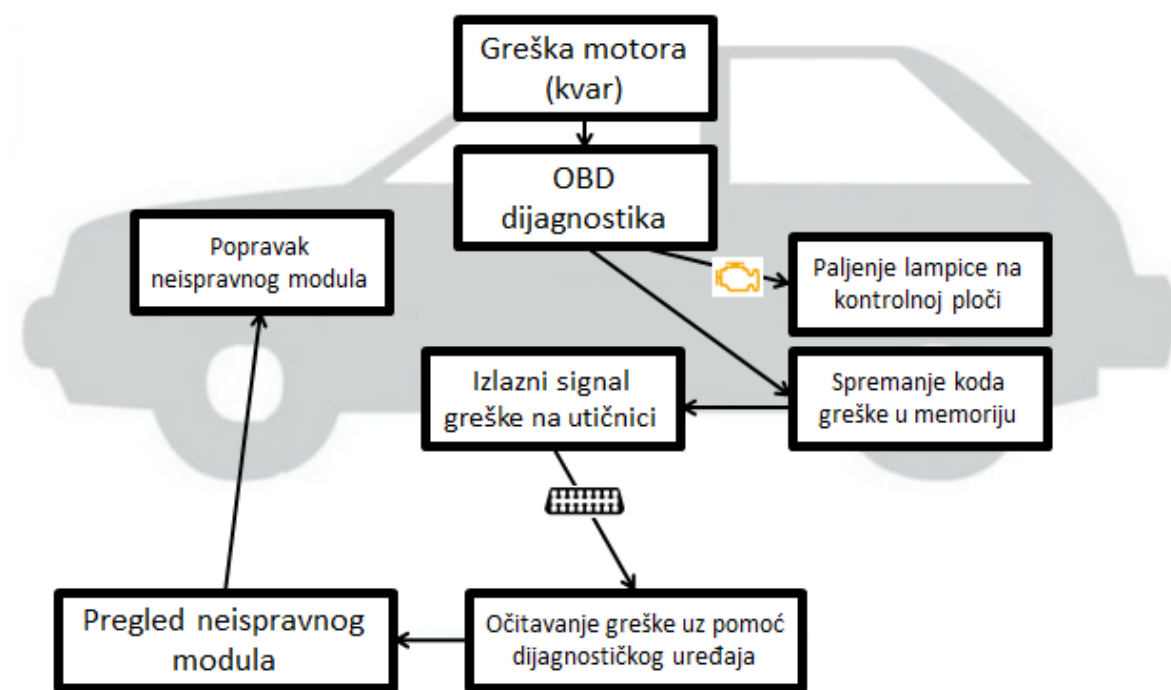 Greška motora
(kvar)
OBD
dijagnostika
Popravak
neispravnog modula
Paljenje lampice na
kontrolnoj ploči
Izlazni signal
greške na utičnici
Spremanje koda
greške u memoriju
Pregled neispravnog
modula
Očitavanje greške uz pomoć
dijagnostičkog uređaja